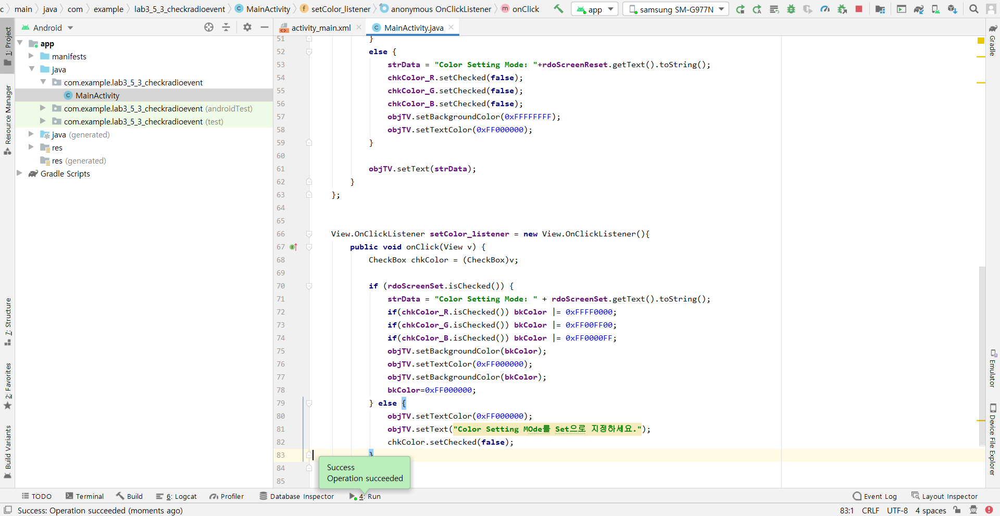 c main java com example lab3_5_3_checkradioevent MainActivity setColor_listener anonymous OnClickListener onClick app samsung SM-G977N
Android
activity_main.xml
MainActivity.java
1: Project
Resource Manager
7: Structure
2: Favorites
Build Variants
app
manifests
java
com.example.lab3_5_3_checkradioevent
MainActivity
com.example.lab3_5_3_checkradioevent (androidTest)
com.example.lab3_5_3_checkradioevent (test)
java (generated)
res
res (generated)
Gradle Scripts
51 }
52 else {
53 strData = "Color Setting Mode: "+rdoScreenReset.getText().toString();
54 chkColor_R.setChecked(false);
55 chkColor_G.setChecked(false);
56 chkColor_B.setChecked(false);
57 objTV.setBackgroundColor(0xFFFFFFFF);
58 objTV.setTextColor(0xFF000000);
59 }
60
61 objTV.setText(strData);
62 }
63 };
64
65
66 View.OnClickListener setColor_listener = new View.OnClickListener(){
67 public void onClick(View v) {
68 CheckBox chkColor = (CheckBox)v;
69
70 if (rdoScreenSet.isChecked()) {
71 strData = "Color Setting Mode: " + rdoScreenSet.getText().toString();
72 if(chkColor_R.isChecked()) bkColor |= 0xFFFF0000;
73 if(chkColor_G.isChecked()) bkColor |= 0xFF00FF00;
74 if(chkColor_B.isChecked()) bkColor |= 0xFF0000FF;
75 objTV.setBackgroundColor(bkColor);
76 objTV.setTextColor(0xFF000000);
77 objTV.setBackgroundColor(bkColor);
78 bkColor=0xFF000000;
79 } else {
80 objTV.setTextColor(0xFF000000);
81 objTV.setText("Color Setting MOde를 Set으로 지정하세요.");
82 chkColor.setChecked(false);
83 }
84
85
Success
Operation succeeded
Gradle
Emulator
Device File Explorer
TODO Terminal Build 6: Logcat Profiler Database Inspector 4: Run Event Log Layout Inspector
Success: Operation succeeded (moments ago) 83:1 CRLF UTF-8 4 spaces